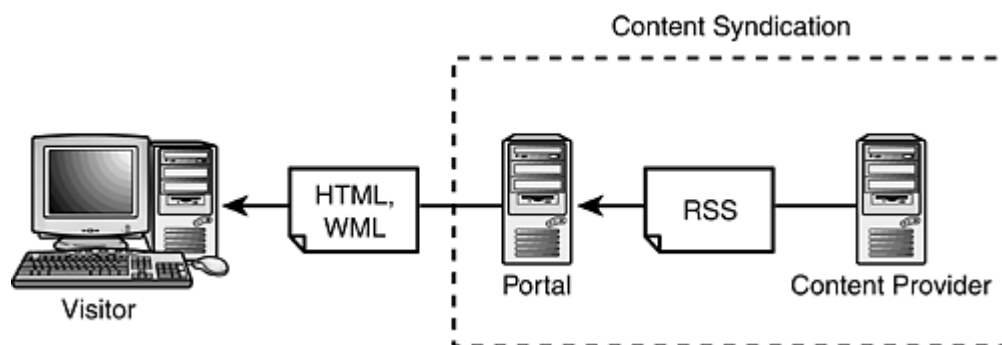 Content Syndication
HTML,
WML
RSS
Visitor
Portal
Content Provider